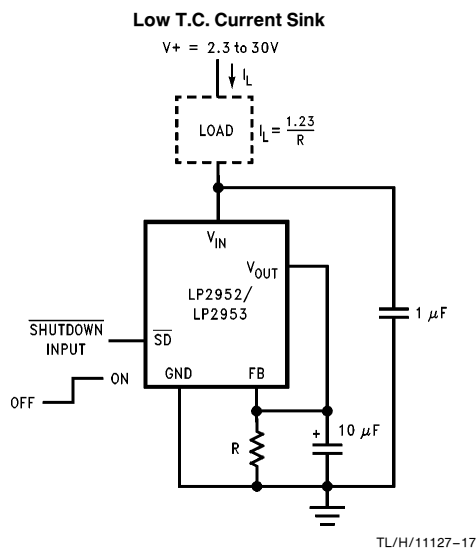 Low T.C. Current Sink
V+ = 2.3 to 30V
I_L
LOAD
I_L = 1.23 / R
V_IN
V_OUT
LP2952/
LP2953
1 µF
SHUTDOWN
INPUT
SD
GND
FB
ON
OFF
R
+
10 µF
TL/H/11127–17